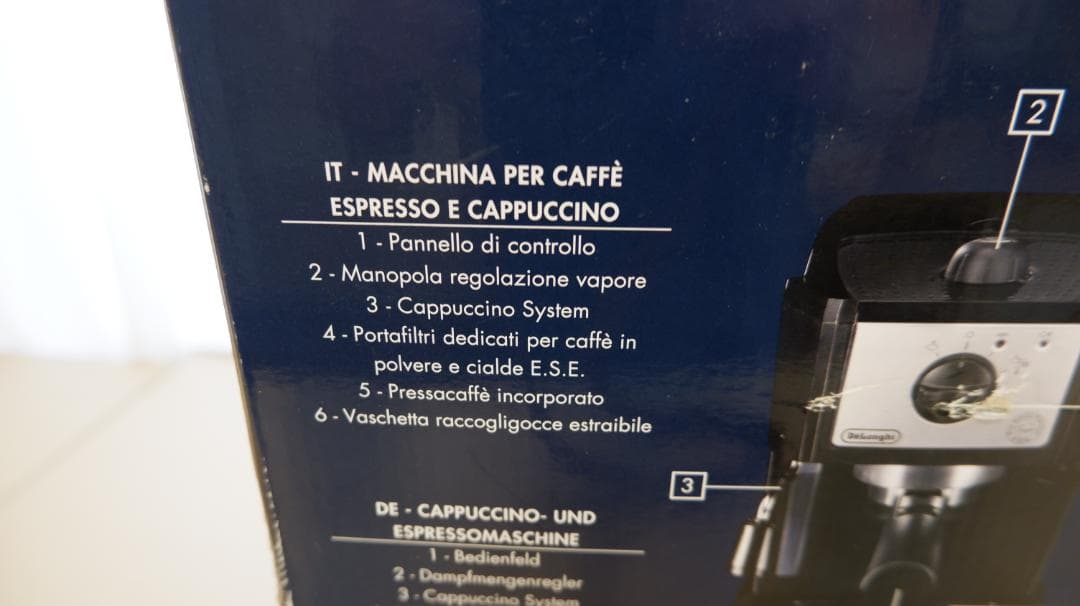 IT - MACCHINA PER CAFFÈ
ESPRESSO E CAPPUCCINO
1 - Pannello di controllo
2 - Manopola regolazione vapore
3 - Cappuccino System
4 - Portafiltri dedicati per caffè in
polvere e cialde E.S.E.
5 - Pressacaffè incorporato
6 - Vaschetta raccogligocce estraibile
DE - CAPPUCCINO- UND
ESPRESSOMASCHINE
1 - Bedienfeld
2 - Dampfmengenregler
3 - Cappuccino System
2
DeLonghi
3